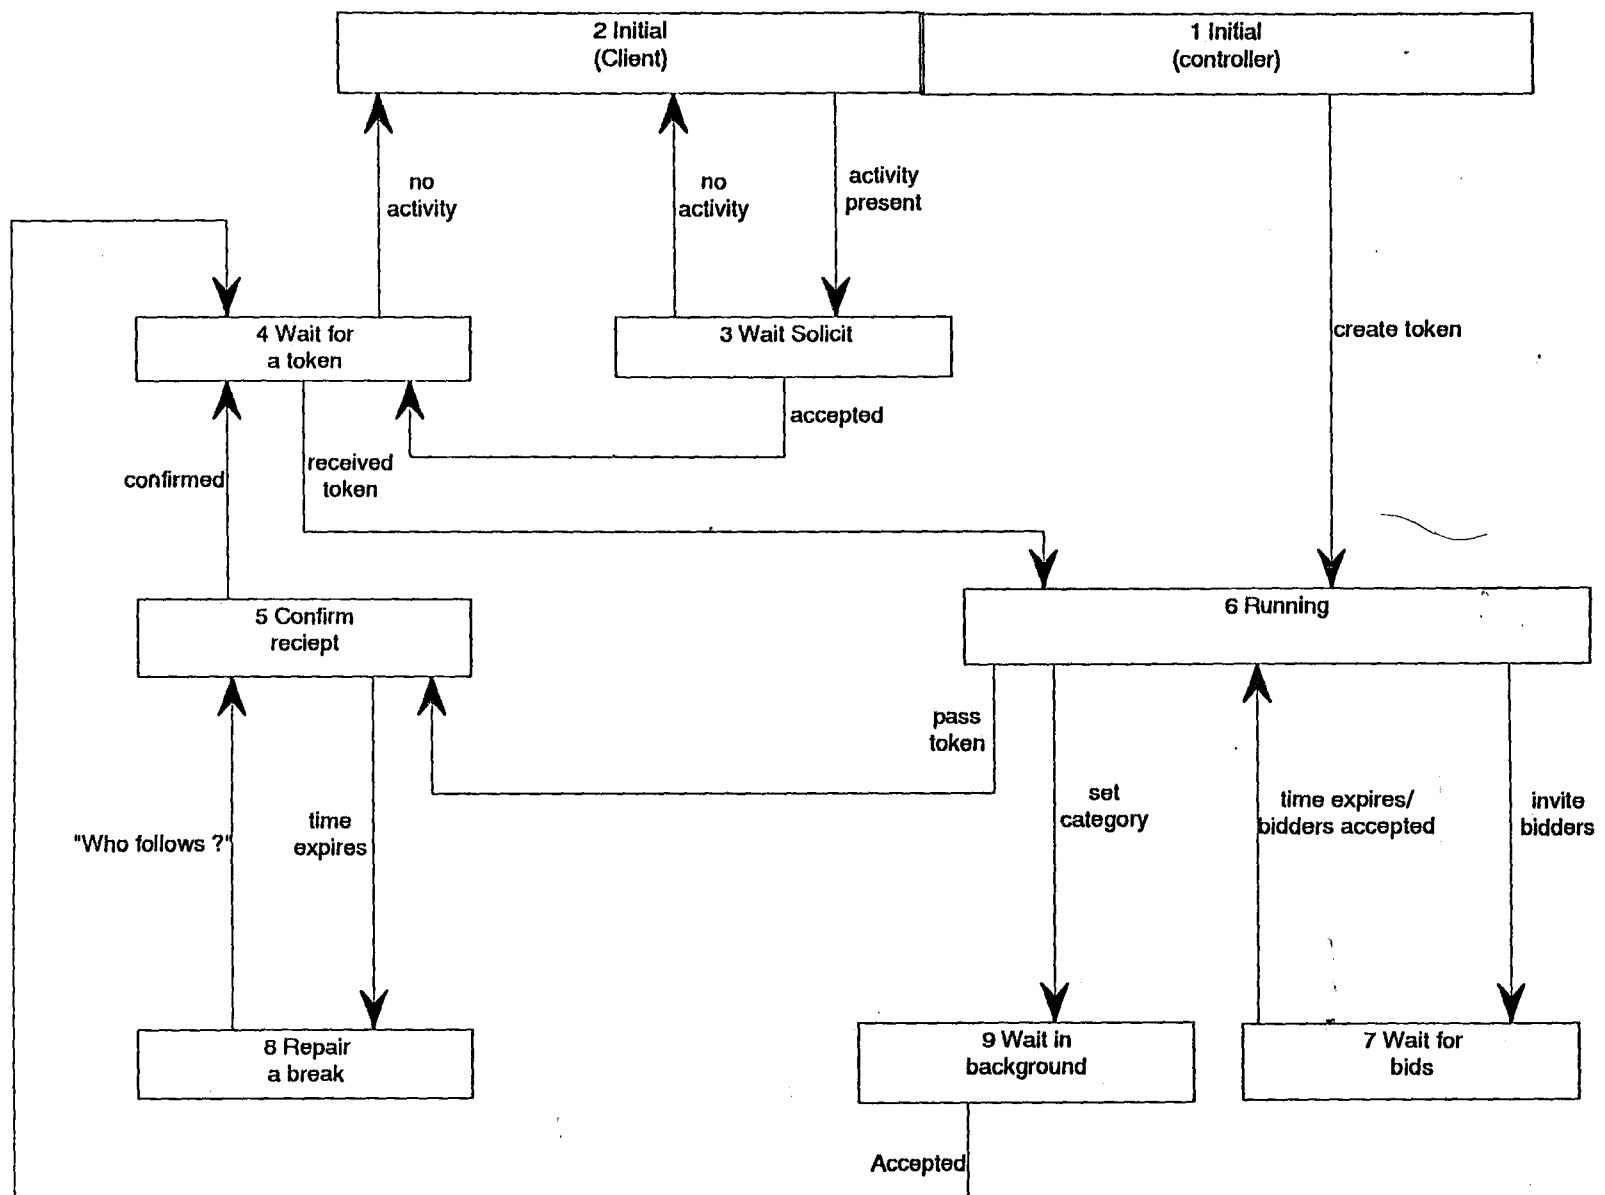 2 Initial
(Client)
1 Initial
(controller)
no
activity
no
activity
activity
present
4 Wait for
a token
3 Wait Solicit
create token
accepted
confirmed
received
token
5 Confirm
reciept
6 Running
pass
token
set
category
time expires/
bidders accepted
invite
bidders
"Who follows ?"
time
expires
8 Repair
a break
9 Wait in
background
7 Wait for
bids
Accepted